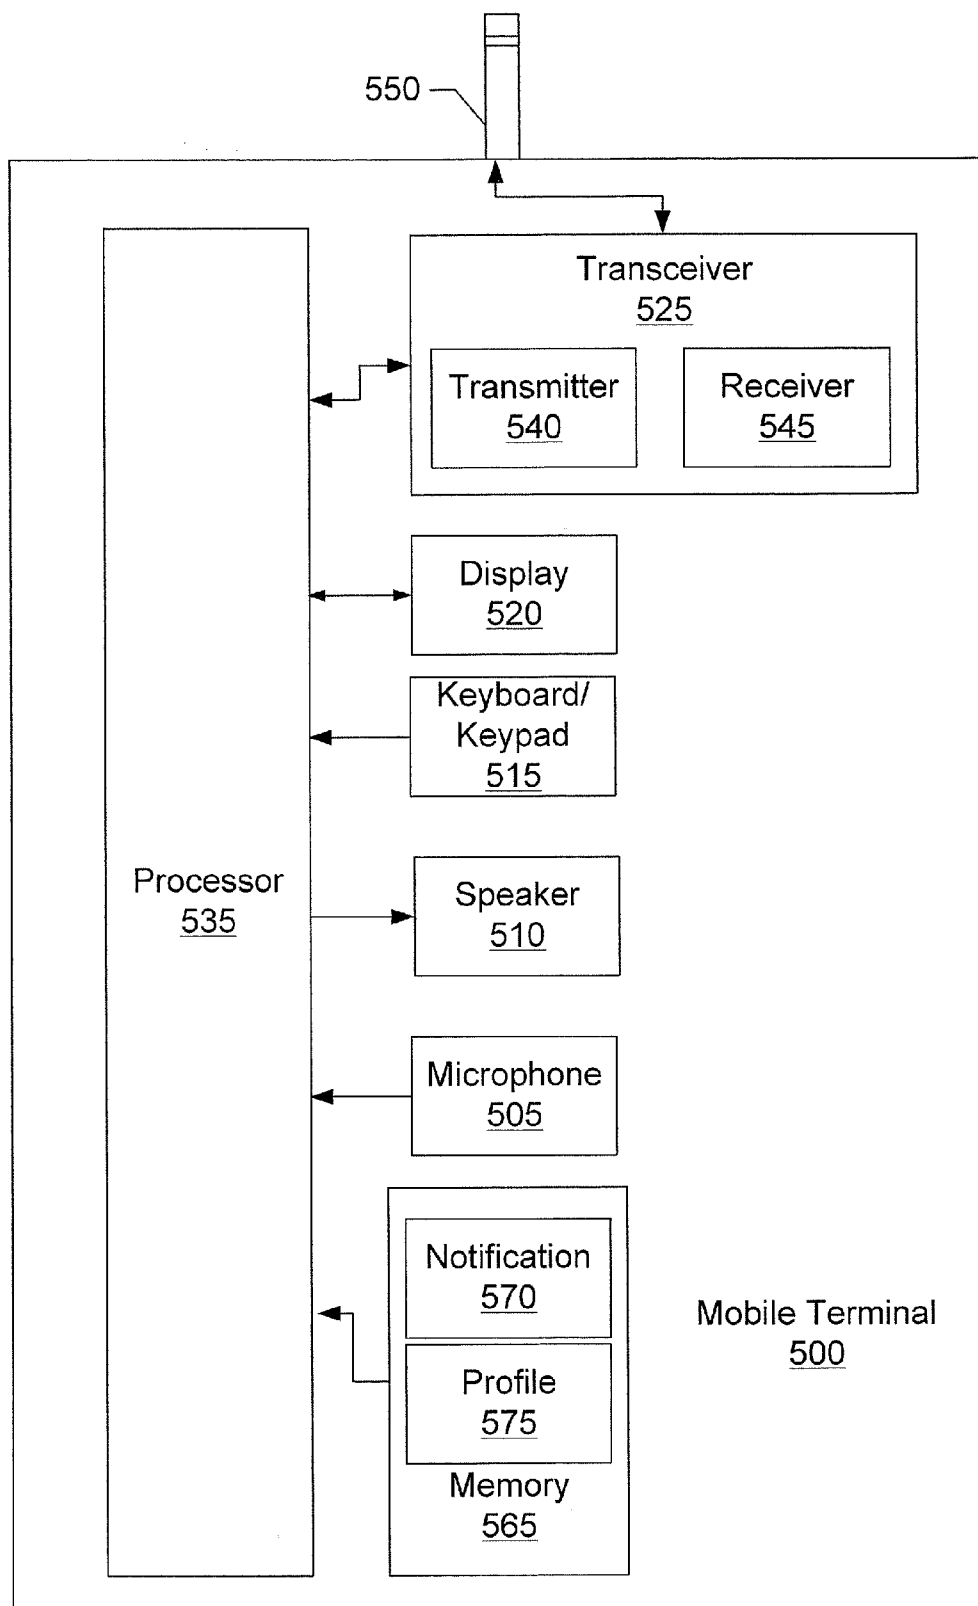 550
Transceiver
525
Transmitter
540
Receiver
545
Display
520
Keyboard/
Keypad
515
Processor
535
Speaker
510
Microphone
505
Notification
570
Profile
575
Memory
565
Mobile Terminal
500